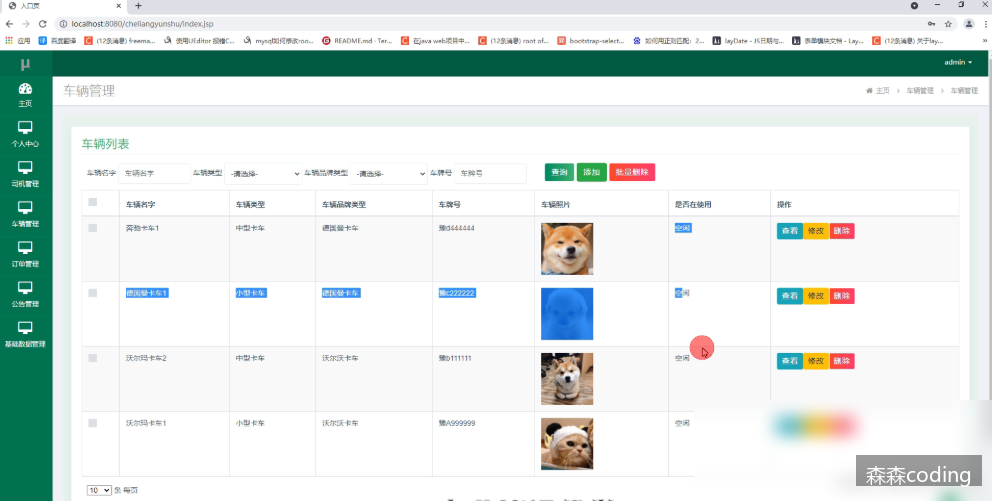 入口页
localhost:8080/cheliangyunshu/index.jsp
应用 百度翻译 (12条消息) freema... 使用UEditor 报错C... mysql如何修改roo... README.md · Ter... 在java web项目中... (12条消息) root of... bootstrap-select... 如何用正则匹配：2... layDate - JS日期与... 表单模块文档 - Lay... (12条消息) 关于lay...
μ
admin
主页
个人中心
司机管理
车辆管理
订单管理
公告管理
基础数据管理
车辆管理
主页 > 车辆管理 > 车辆管理
车辆列表
车辆名字 车辆名字 车辆类型 -请选择- 车辆品牌类型 -请选择- 车牌号 车牌号 查询 添加 批量删除
车辆名字 车辆类型 车辆品牌类型 车牌号 车辆照片 是否在使用 操作
奔驰卡车1 中型卡车 德国曼卡车 豫d444444 空闲 查看 修改 删除
德国曼卡车1 小型卡车 德国曼卡车 豫c222222 空闲 查看 修改 删除
沃尔玛卡车2 中型卡车 沃尔沃卡车 豫b111111 空闲 查看 修改 删除
沃尔玛卡车1 小型卡车 沃尔沃卡车 豫A999999 空闲
10 条 每页
森森coding